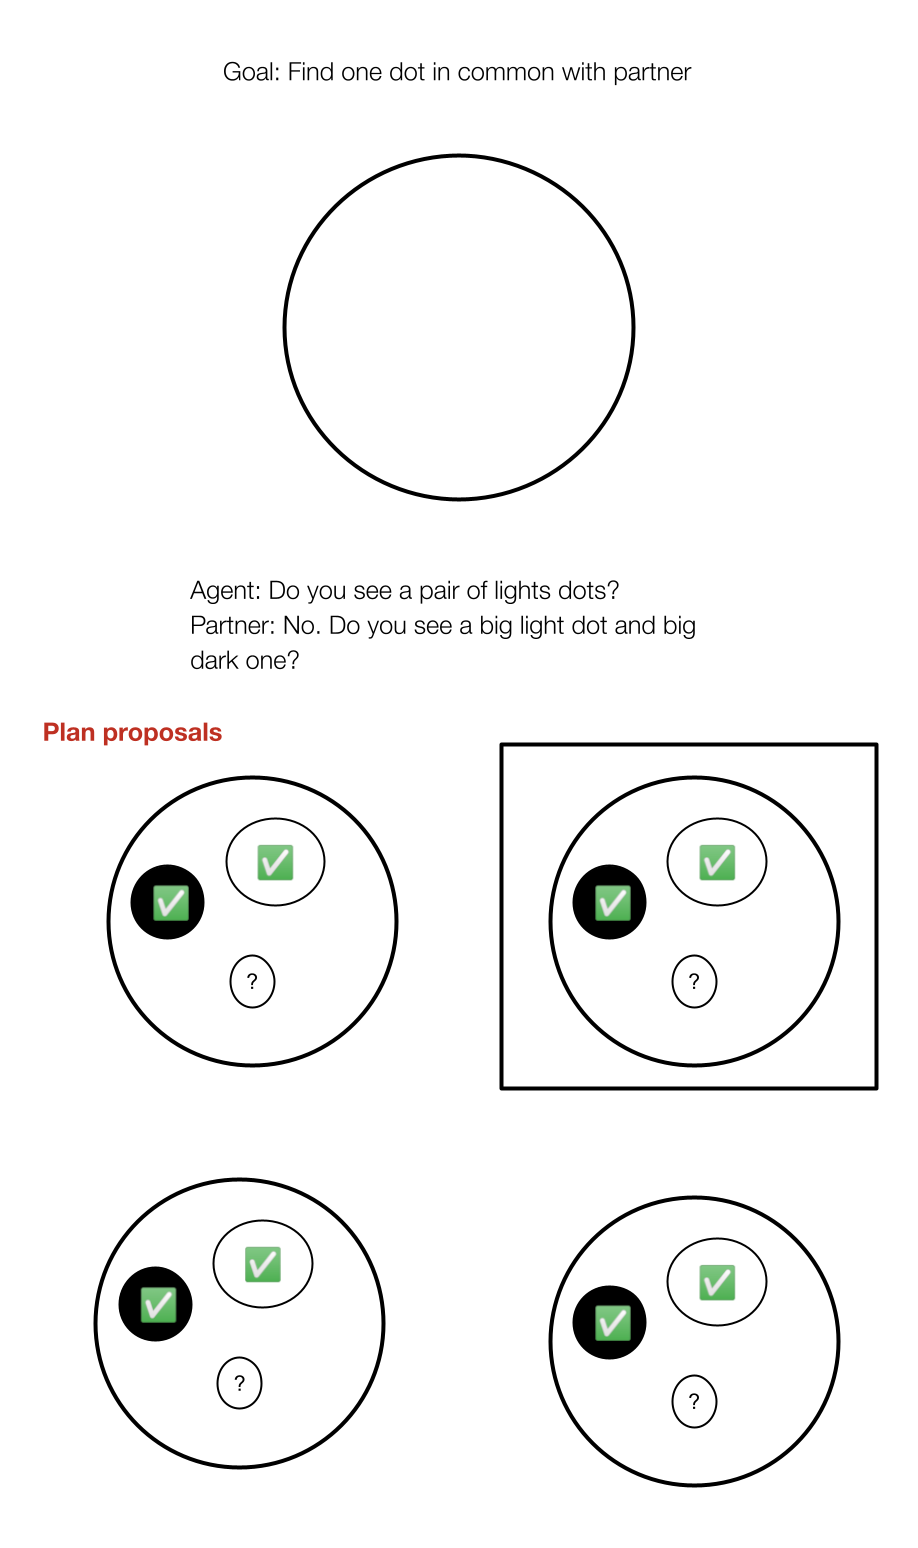 Goal: Find one dot in common with partner
Agent: Do you see a pair of lights dots?
Partner: No. Do you see a big light dot and big
dark one?
Plan proposals
?
?
?
?